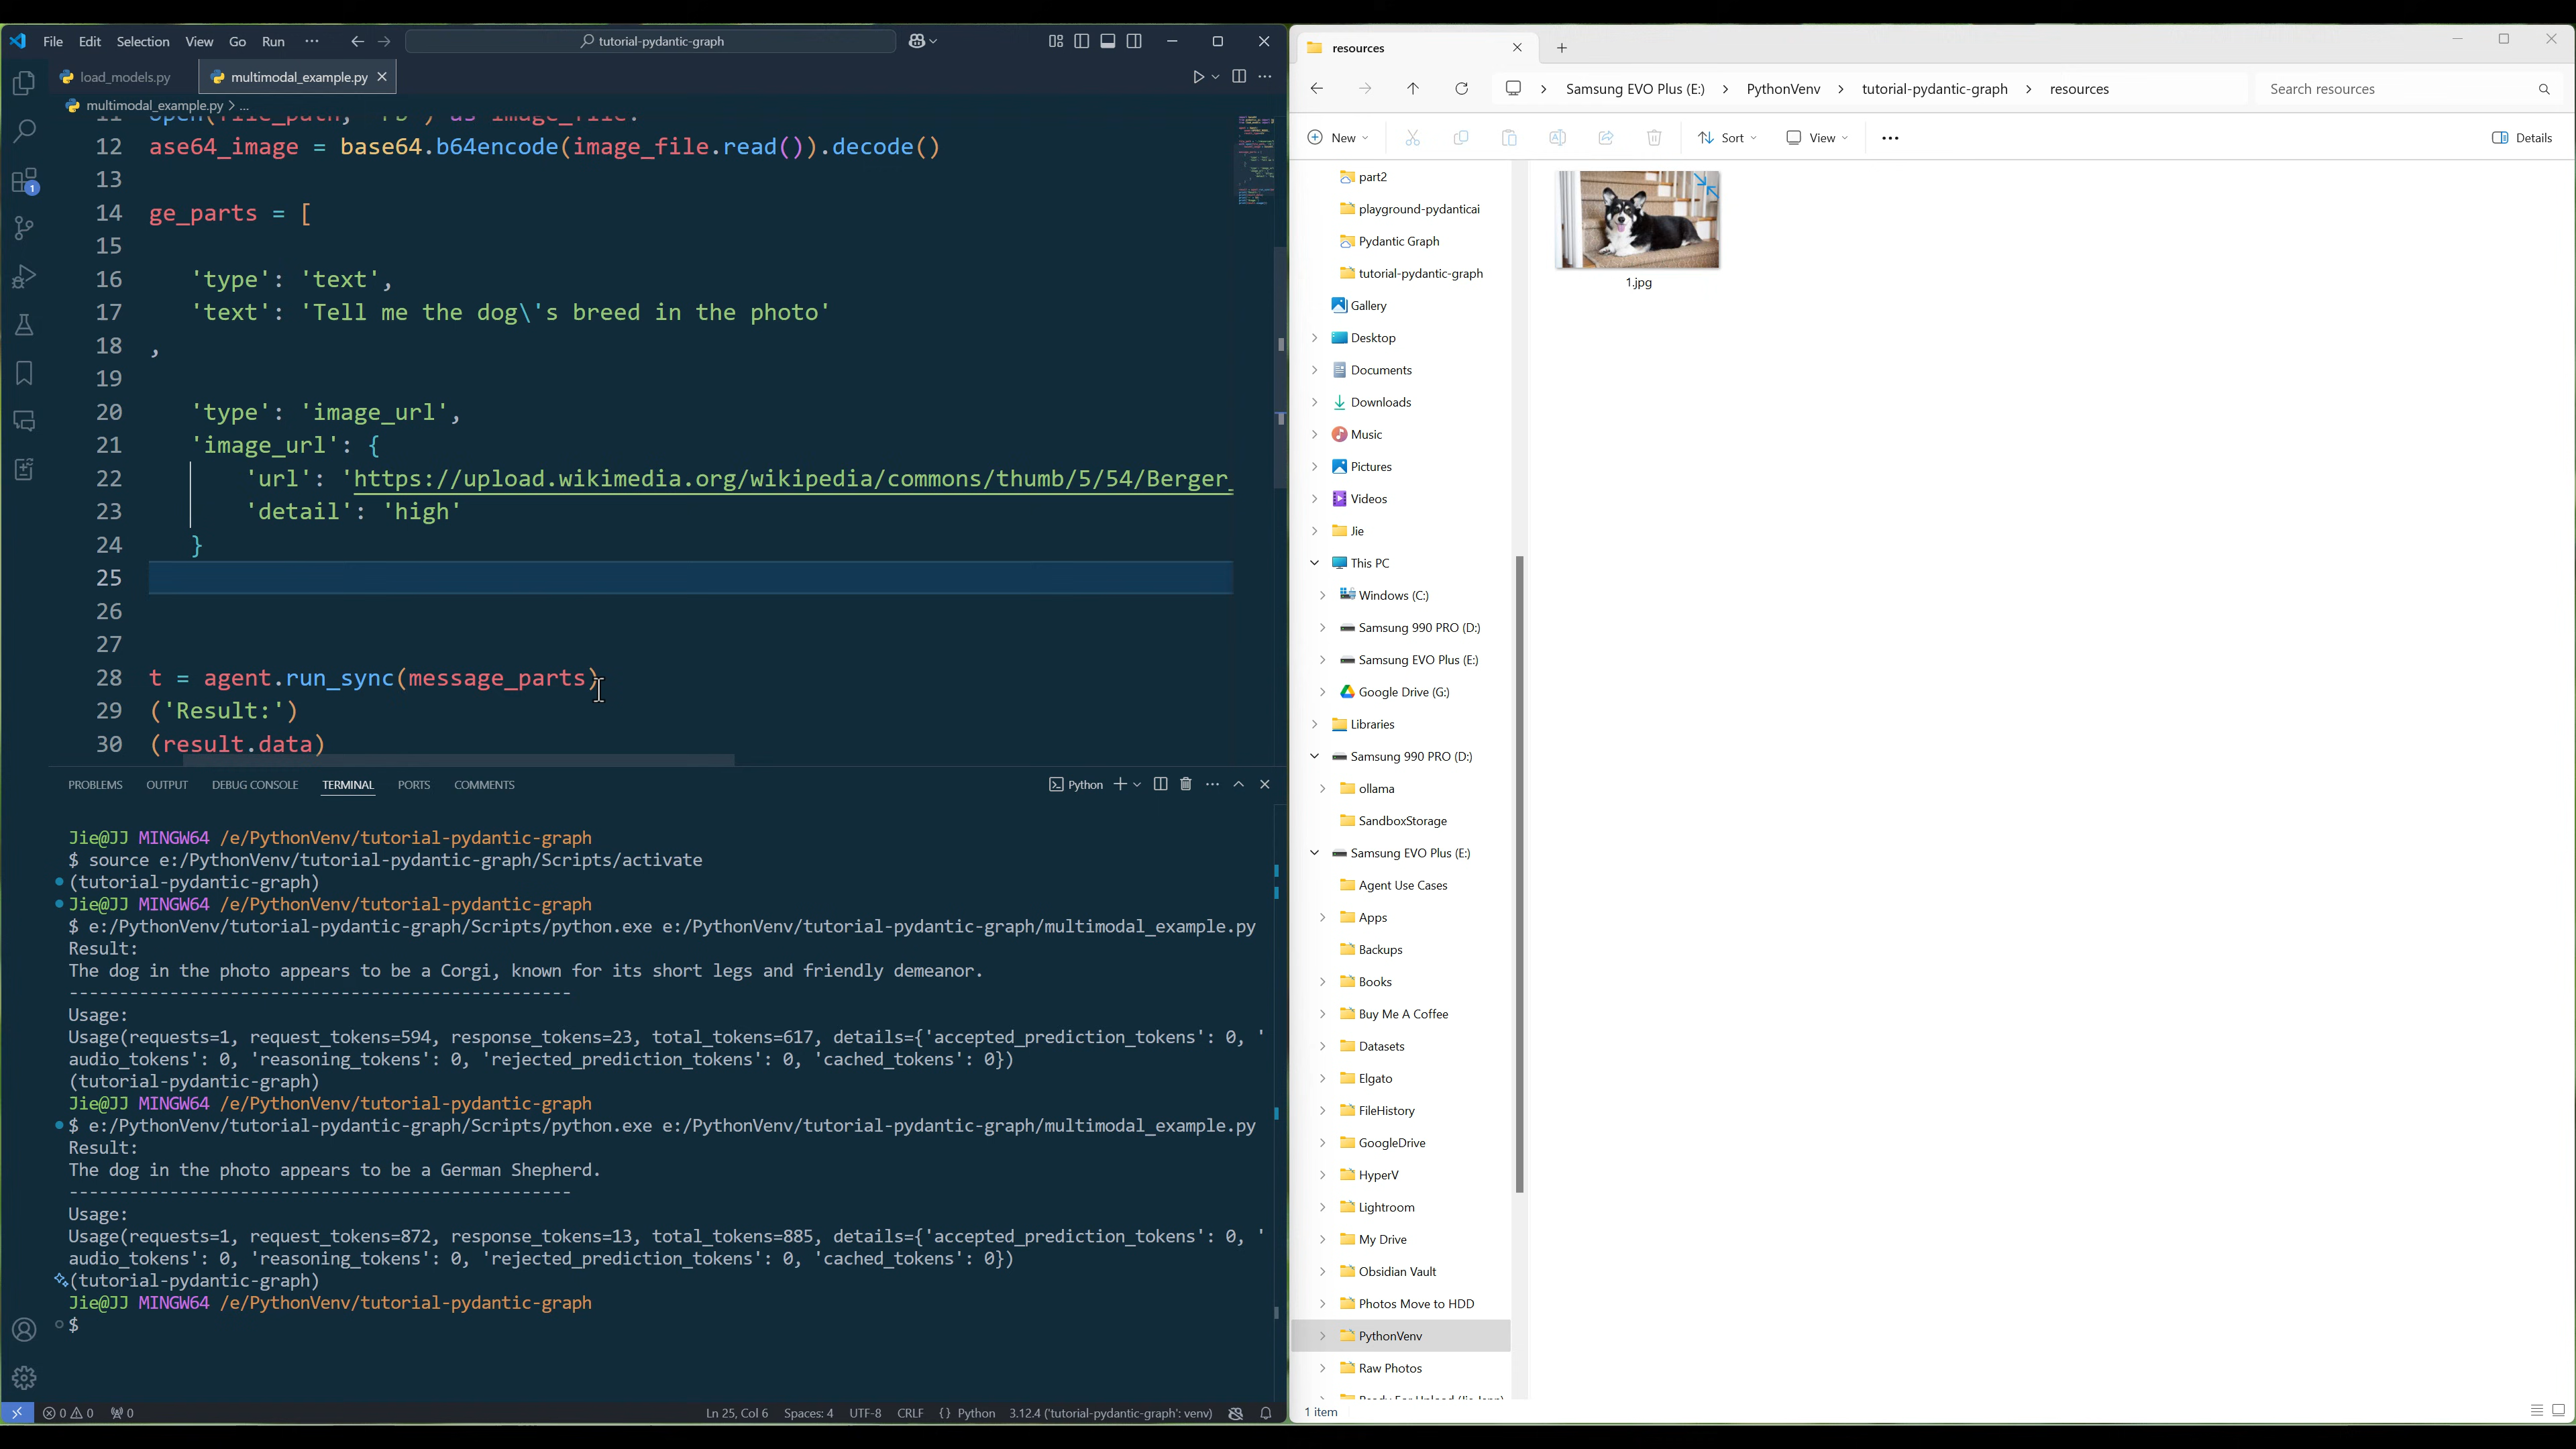 File Edit Selection View Go Run ··· tutorial-pydantic-graph
load_models.py multimodal_example.py
multimodal_example.py > ...
12 ase64_image = base64.b64encode(image_file.read()).decode()
13
14 ge_parts = [
15
16 'type': 'text',
17 'text': 'Tell me the dog\'s breed in the photo'
18 ,
19
20 'type': 'image_url',
21 'image_url': {
22 'url': 'https://upload.wikimedia.org/wikipedia/commons/thumb/5/54/Berger_
23 'detail': 'high'
24 }
25
26
27
28 t = agent.run_sync(message_parts)
29 ('Result:')
30 (result.data)
PROBLEMS OUTPUT DEBUG CONSOLE TERMINAL PORTS COMMENTS Python
Jie@JJ MINGW64 /e/PythonVenv/tutorial-pydantic-graph
$ source e:/PythonVenv/tutorial-pydantic-graph/Scripts/activate
(tutorial-pydantic-graph)
Jie@JJ MINGW64 /e/PythonVenv/tutorial-pydantic-graph
$ e:/PythonVenv/tutorial-pydantic-graph/Scripts/python.exe e:/PythonVenv/tutorial-pydantic-graph/multimodal_example.py
Result:
The dog in the photo appears to be a Corgi, known for its short legs and friendly demeanor.
--------------------------------------------------
Usage:
Usage(requests=1, request_tokens=594, response_tokens=23, total_tokens=617, details={'accepted_prediction_tokens': 0, '
audio_tokens': 0, 'reasoning_tokens': 0, 'rejected_prediction_tokens': 0, 'cached_tokens': 0})
(tutorial-pydantic-graph)
Jie@JJ MINGW64 /e/PythonVenv/tutorial-pydantic-graph
$ e:/PythonVenv/tutorial-pydantic-graph/Scripts/python.exe e:/PythonVenv/tutorial-pydantic-graph/multimodal_example.py
Result:
The dog in the photo appears to be a German Shepherd.
--------------------------------------------------
Usage:
Usage(requests=1, request_tokens=872, response_tokens=13, total_tokens=885, details={'accepted_prediction_tokens': 0, '
audio_tokens': 0, 'reasoning_tokens': 0, 'rejected_prediction_tokens': 0, 'cached_tokens': 0})
(tutorial-pydantic-graph)
Jie@JJ MINGW64 /e/PythonVenv/tutorial-pydantic-graph
$
0 0 0 Ln 25, Col 6 Spaces: 4 UTF-8 CRLF {} Python 3.12.4 ('tutorial-pydantic-graph': venv)
resources
Samsung EVO Plus (E:) > PythonVenv > tutorial-pydantic-graph > resources Search resources
New Sort View ··· Details
part2
playground-pydanticai
Pydantic Graph
tutorial-pydantic-graph
Gallery
Desktop
Documents
Downloads
Music
Pictures
Videos
Jie
This PC
Windows (C:)
Samsung 990 PRO (D:)
Samsung EVO Plus (E:)
Google Drive (G:)
Libraries
Samsung 990 PRO (D:)
ollama
SandboxStorage
Samsung EVO Plus (E:)
Agent Use Cases
Apps
Backups
Books
Buy Me A Coffee
Datasets
Elgato
FileHistory
GoogleDrive
HyperV
Lightroom
My Drive
Obsidian Vault
Photos Move to HDD
PythonVenv
Raw Photos
1.jpg
1 item